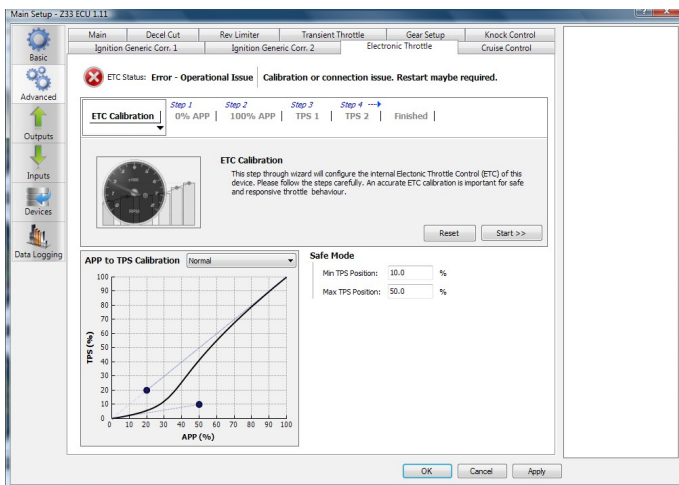 Main Setup - Z33 ECU 1.11
Main Decel Cut Rev Limiter Transient Throttle Gear Setup Knock Control
Ignition Generic Corr. 1 Ignition Generic Corr. 2 Electronic Throttle Cruise Control
Basic
Advanced
Outputs
Inputs
Devices
Data Logging
ETC Status: Error - Operational Issue Calibration or connection issue. Restart maybe required.
Step 1 Step 2 Step 3 Step 4
ETC Calibration 0% APP 100% APP TPS 1 TPS 2 Finished
ETC Calibration
This step through wizard will configure the internal Electonic Throttle Control (ETC) of this
device. Please follow the steps carefully. An accurate ETC calibration is important for safe
and responsive throttle behaviour.
Reset Start >>
APP to TPS Calibration Normal
100
90
80
70
60
50
40
30
20
10
0
TPS (%)
0 10 20 30 40 50 60 70 80 90 100
APP (%)
Safe Mode
Min TPS Position: 10.0 %
Max TPS Position: 50.0 %
OK Cancel Apply